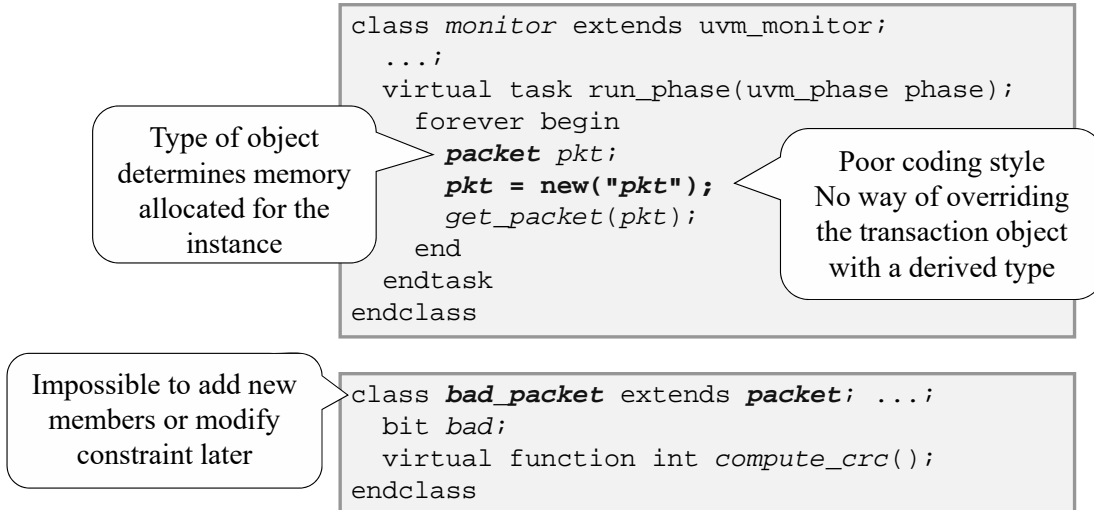 class monitor extends uvm_monitor;
...;
virtual task run_phase(uvm_phase phase);
forever begin
packet pkt;
pkt = new("pkt");
get_packet(pkt);
end
endtask
endclass
Type of object
determines memory
allocated for the
instance
Poor coding style
No way of overriding
the transaction object
with a derived type
Impossible to add new
members or modify
constraint later
class bad_packet extends packet; ...;
bit bad;
virtual function int compute_crc();
endclass